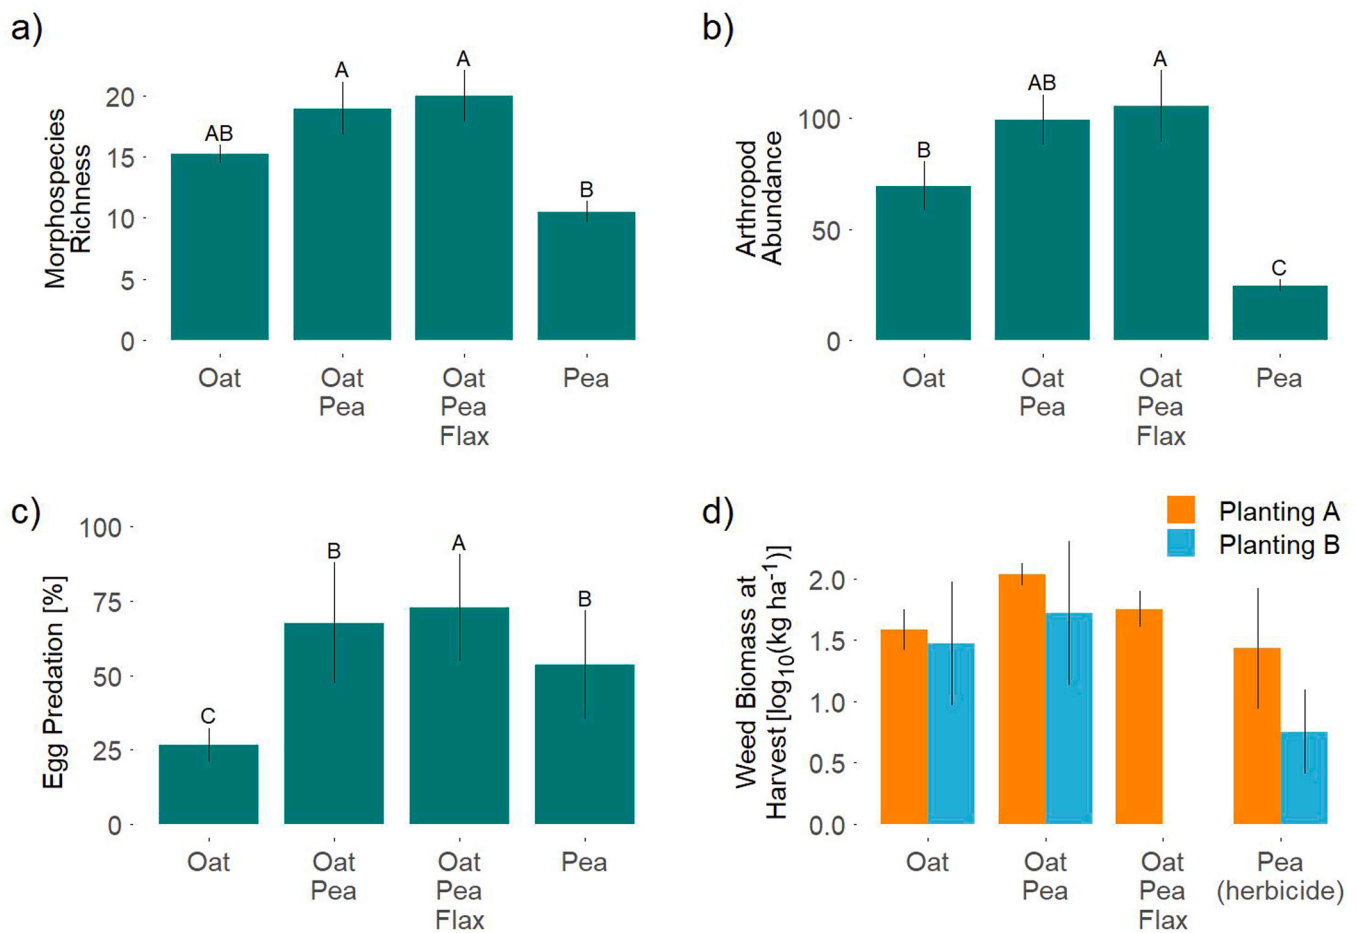 a)
Morphospecies
Richness
20
15
10
5
0
AB
A
A
B
Oat
Oat
Pea
Oat
Pea
Flax
Pea
b)
Arthropod
Abundance
100
50
0
B
AB
A
C
Oat
Oat
Pea
Oat
Pea
Flax
Pea
c)
Egg Predation [%]
100
75
50
25
0
C
B
A
B
Oat
Oat
Pea
Oat
Pea
Flax
Pea
d)
Planting A
Planting B
Weed Biomass at
Harvest [log10(kg ha-1)]
2.0
1.5
1.0
0.5
0.0
Oat
Oat
Pea
Oat
Pea
Flax
Pea
(herbicide)